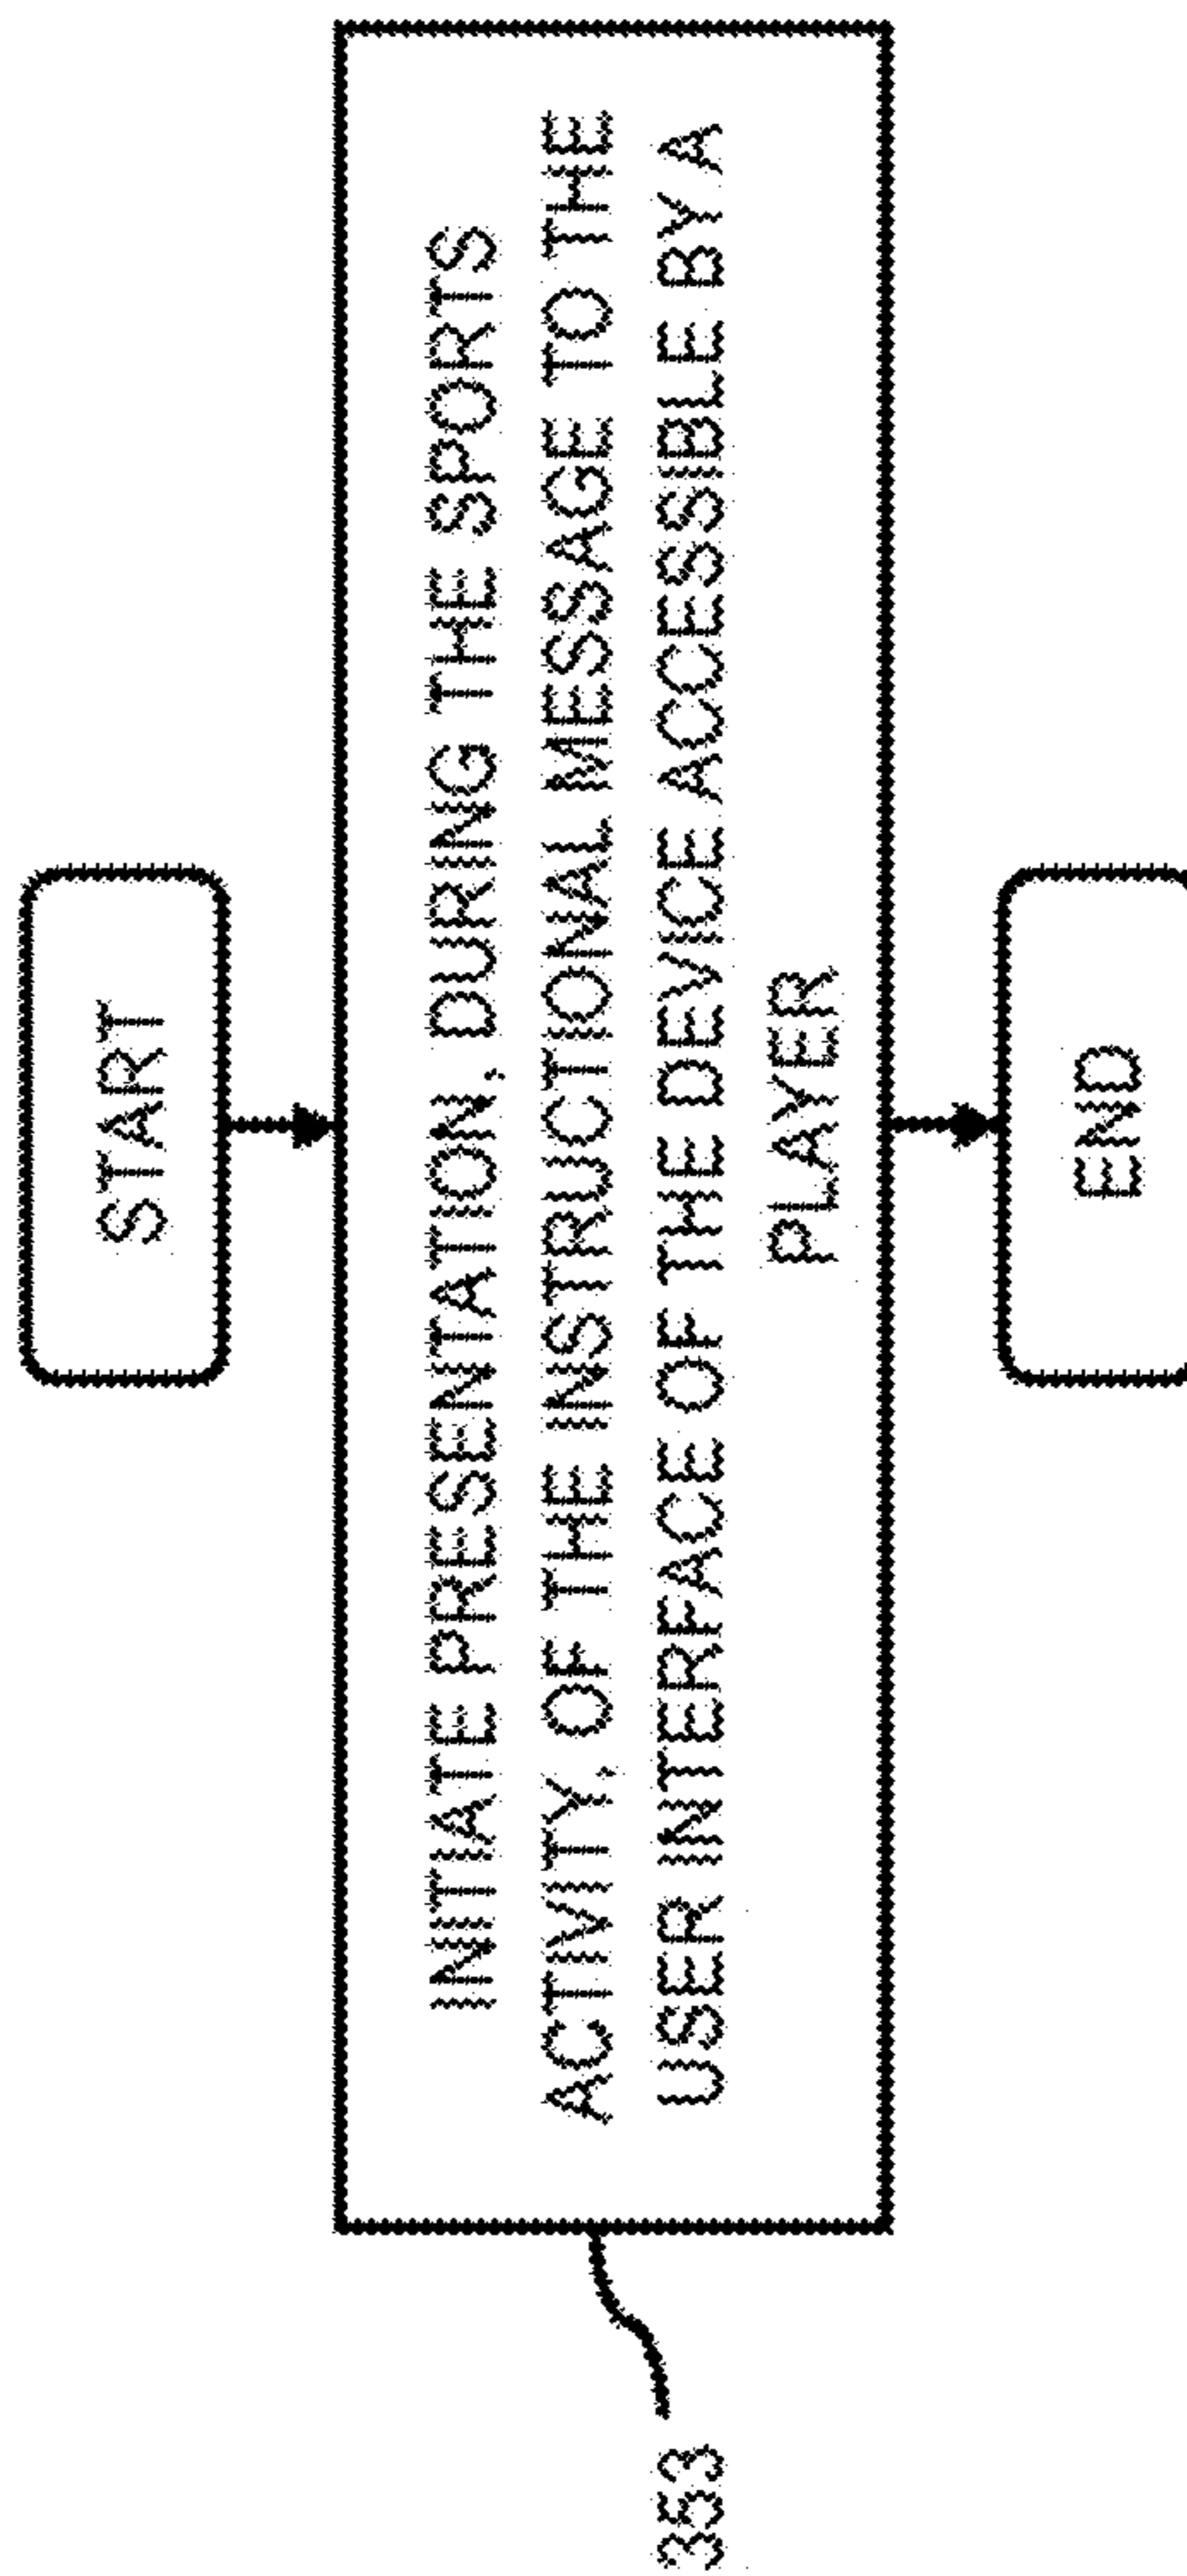 START
INITIATE PRESENTATION, DURING THE SPORTS
ACTIVITY, OF THE INSTRUCTIONAL MESSAGE TO THE
USER INTERFACE OF THE DEVICE ACCESSIBLE BY A
PLAYER
353
END